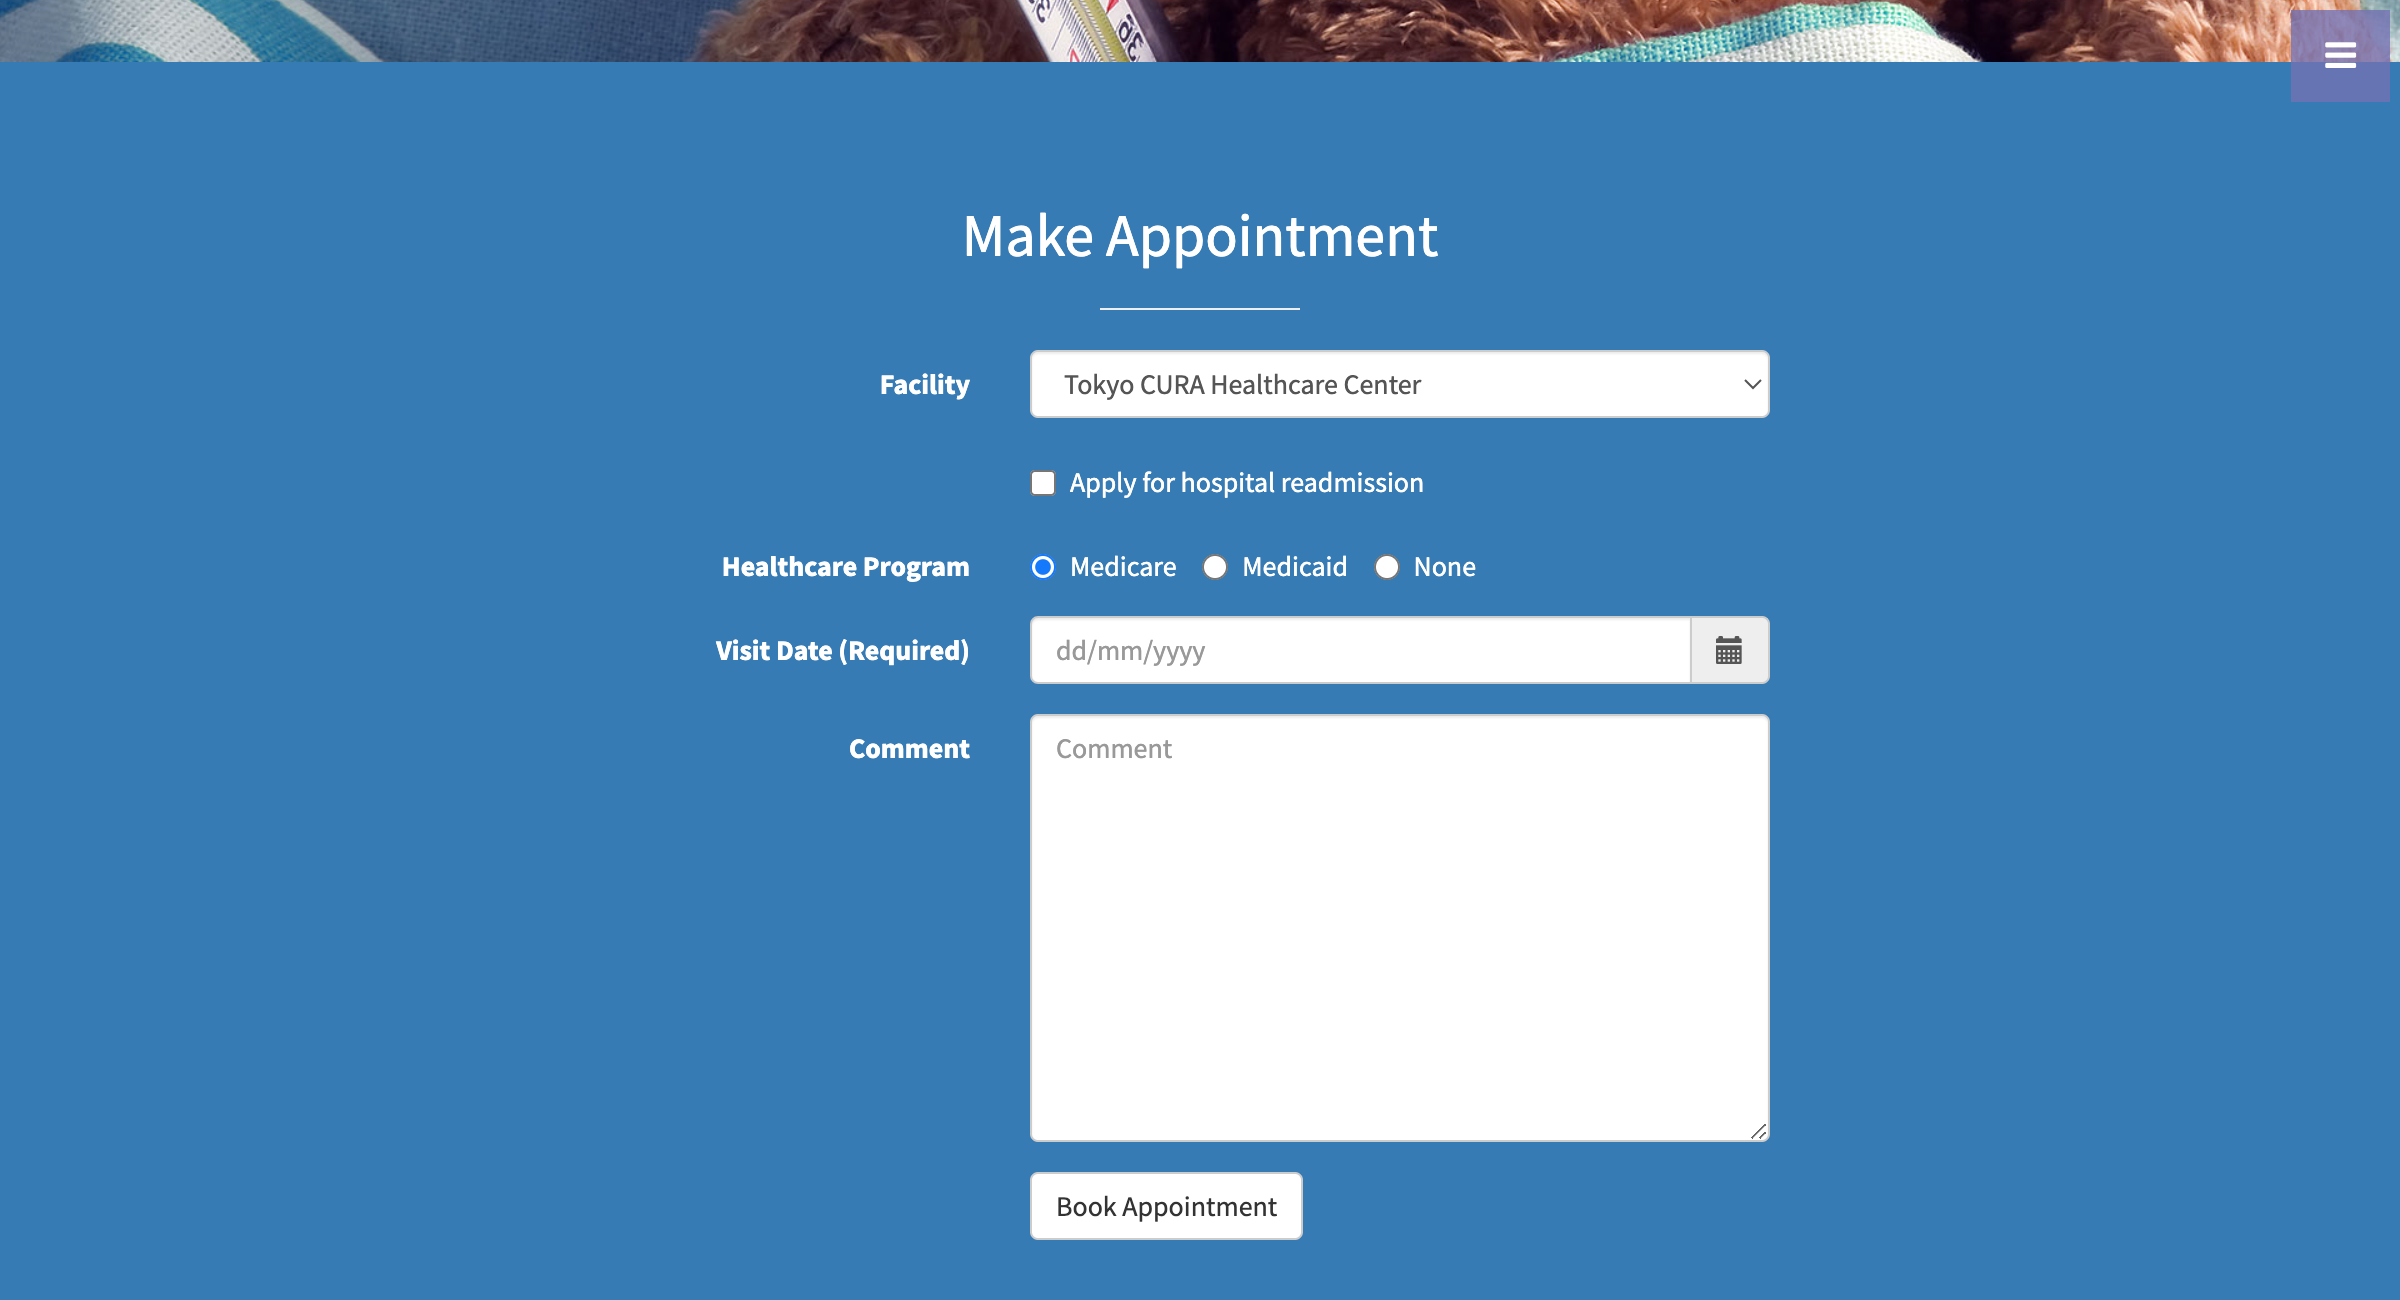 Make Appointment
Facility
Tokyo CURA Healthcare Center
Apply for hospital readmission
Healthcare Program
Medicare Medicaid None
Visit Date (Required)
dd/mm/yyyy
Comment
Comment
Book Appointment